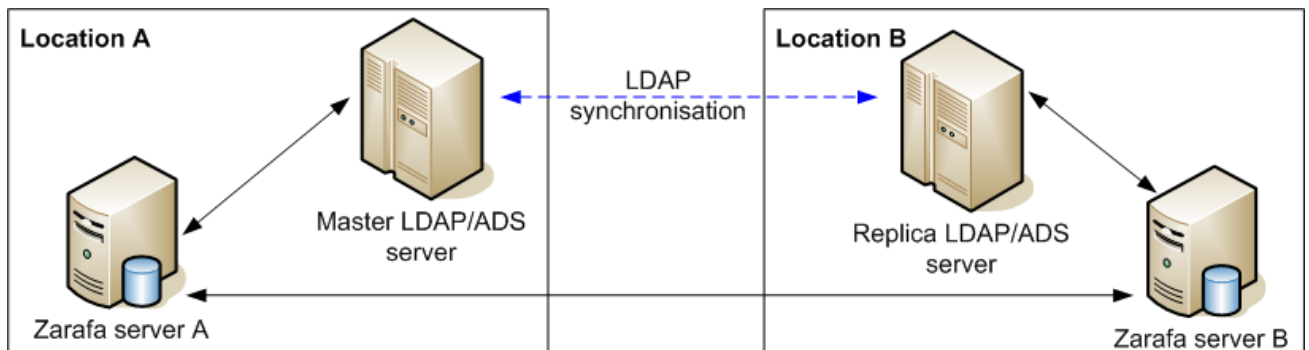 Location A
Location B
LDAP
synchronisation
Master LDAP/ADS
server
Replica LDAP/ADS
server
Zarafa server A
Zarafa server B